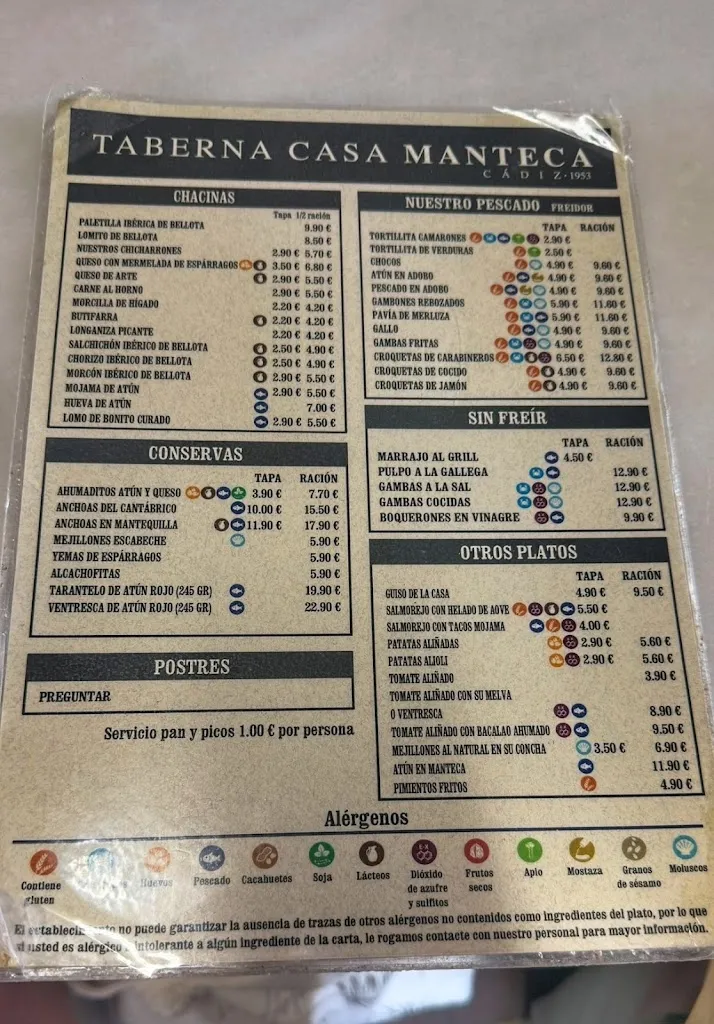 TABERNA CASA MANTECA
CÁDIZ·1953
CHACINAS
Tapa 1/2 ración
PALETILLA IBÉRICA DE BELLOTA 9.90 €
LOMITO DE BELLOTA 8.50 €
NUESTROS CHICHARRONES 2.90 € 5.70 €
QUESO CON MERMELADA DE ESPÁRRAGOS 3.50 € 6.80 €
QUESO DE ARTE 2.90 € 5.50 €
CARNE AL HORNO 2.90 € 5.50 €
MORCILLA DE HÍGADO 2.20 € 4.20 €
BUTIFARRA 2.20 € 4.20 €
LONGANIZA PICANTE 2.20 € 4.20 €
SALCHICHÓN IBÉRICO DE BELLOTA 2.50 € 4.90 €
CHORIZO IBÉRICO DE BELLOTA 2.50 € 4.90 €
MORCÓN IBÉRICO DE BELLOTA 2.90 € 5.50 €
MOJAMA DE ATÚN 2.90 € 5.50 €
HUEVA DE ATÚN 7.00 €
LOMO DE BONITO CURADO 2.90 € 5.50 €
CONSERVAS
TAPA RACIÓN
AHUMADITOS ATÚN Y QUESO 3.90 € 7.70 €
ANCHOAS DEL CANTÁBRICO 10.00 € 15.50 €
ANCHOAS EN MANTEQUILLA 11.90 € 17.90 €
MEJILLONES ESCABECHE 5.90 €
YEMAS DE ESPÁRRAGOS 5.90 €
ALCACHOFITAS 5.90 €
TARANTELO DE ATÚN ROJO (245 GR) 19.90 €
VENTRESCA DE ATÚN ROJO (245 GR) 22.90 €
POSTRES
PREGUNTAR
Servicio pan y picos 1.00 € por persona
NUESTRO PESCADO FREIDOR
TAPA RACIÓN
TORTILLITA CAMARONES 2.90 €
TORTILLITA DE VERDURAS 2.50 €
CHOCOS 4.90 € 9.60 €
ATÚN EN ADOBO 4.90 € 9.60 €
PESCADO EN ADOBO 4.90 € 9.60 €
GAMBONES REBOZADOS 5.90 € 11.60 €
PAVÍA DE MERLUZA 5.90 € 11.60 €
GALLO 4.90 € 9.60 €
GAMBAS FRITAS 4.90 € 9.60 €
CROQUETAS DE CARABINEROS 6.50 € 12.80 €
CROQUETAS DE COCIDO 4.90 € 9.60 €
CROQUETAS DE JAMÓN 4.90 € 9.60 €
SIN FREÍR
TAPA RACIÓN
MARRAJO AL GRILL 4.50 €
PULPO A LA GALLEGA 12.90 €
GAMBAS A LA SAL 12.90 €
GAMBAS COCIDAS 12.90 €
BOQUERONES EN VINAGRE 9.90 €
OTROS PLATOS
TAPA RACIÓN
GUISO DE LA CASA 4.90 € 9.50 €
SALMOREJO CON HELADO DE AOVE 5.50 €
SALMOREJO CON TACOS MOJAMA 4.00 €
PATATAS ALIÑADAS 2.90 € 5.60 €
PATATAS ALIOLI 2.90 € 5.60 €
TOMATE ALIÑADO 3.90 €
TOMATE ALIÑADO CON SU MELVA
O VENTRESCA 8.90 €
TOMATE ALIÑADO CON BACALAO AHUMADO 9.50 €
MEJILLONES AL NATURAL EN SU CONCHA 3.50 € 6.90 €
ATÚN EN MANTECA 11.90 €
PIMIENTOS FRITOS 4.90 €
Alérgenos
Contiene gluten
Huevos
Pescado
Cacahuetes
Soja
Lácteos
Dióxido de azufre y sulfitos
Frutos secos
Apio
Mostaza
Granos de sésamo
Moluscos
El establecimiento no puede garantizar la ausencia de trazas de otros alérgenos no contenidos como ingredientes del plato, por lo que
si usted es alérgico intolerante a algún ingrediente de la carta, le rogamos contacte con nuestro personal para mayor información.